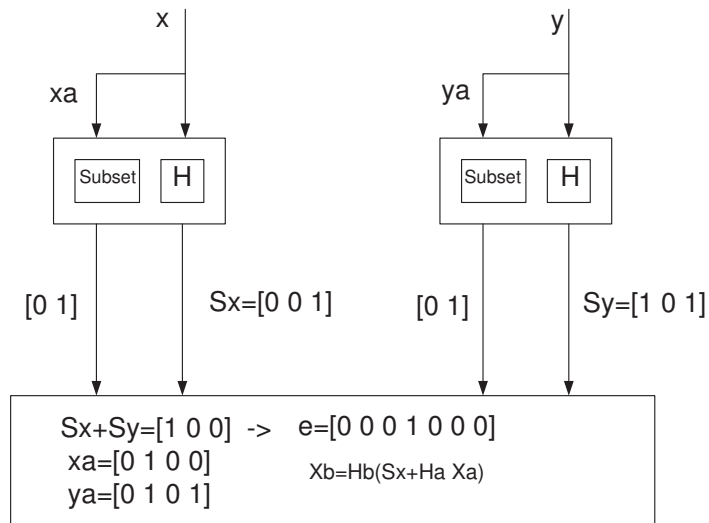 x
y
xa
ya
Subset
H
Subset
H
[0 1]
Sx=[0 0 1]
[0 1]
Sy=[1 0 1]
Sx+Sy=[1 0 0] -> e=[0 0 0 1 0 0 0]
xa=[0 1 0 0]
Xb=Hb(Sx+Ha Xa)
ya=[0 1 0 1]